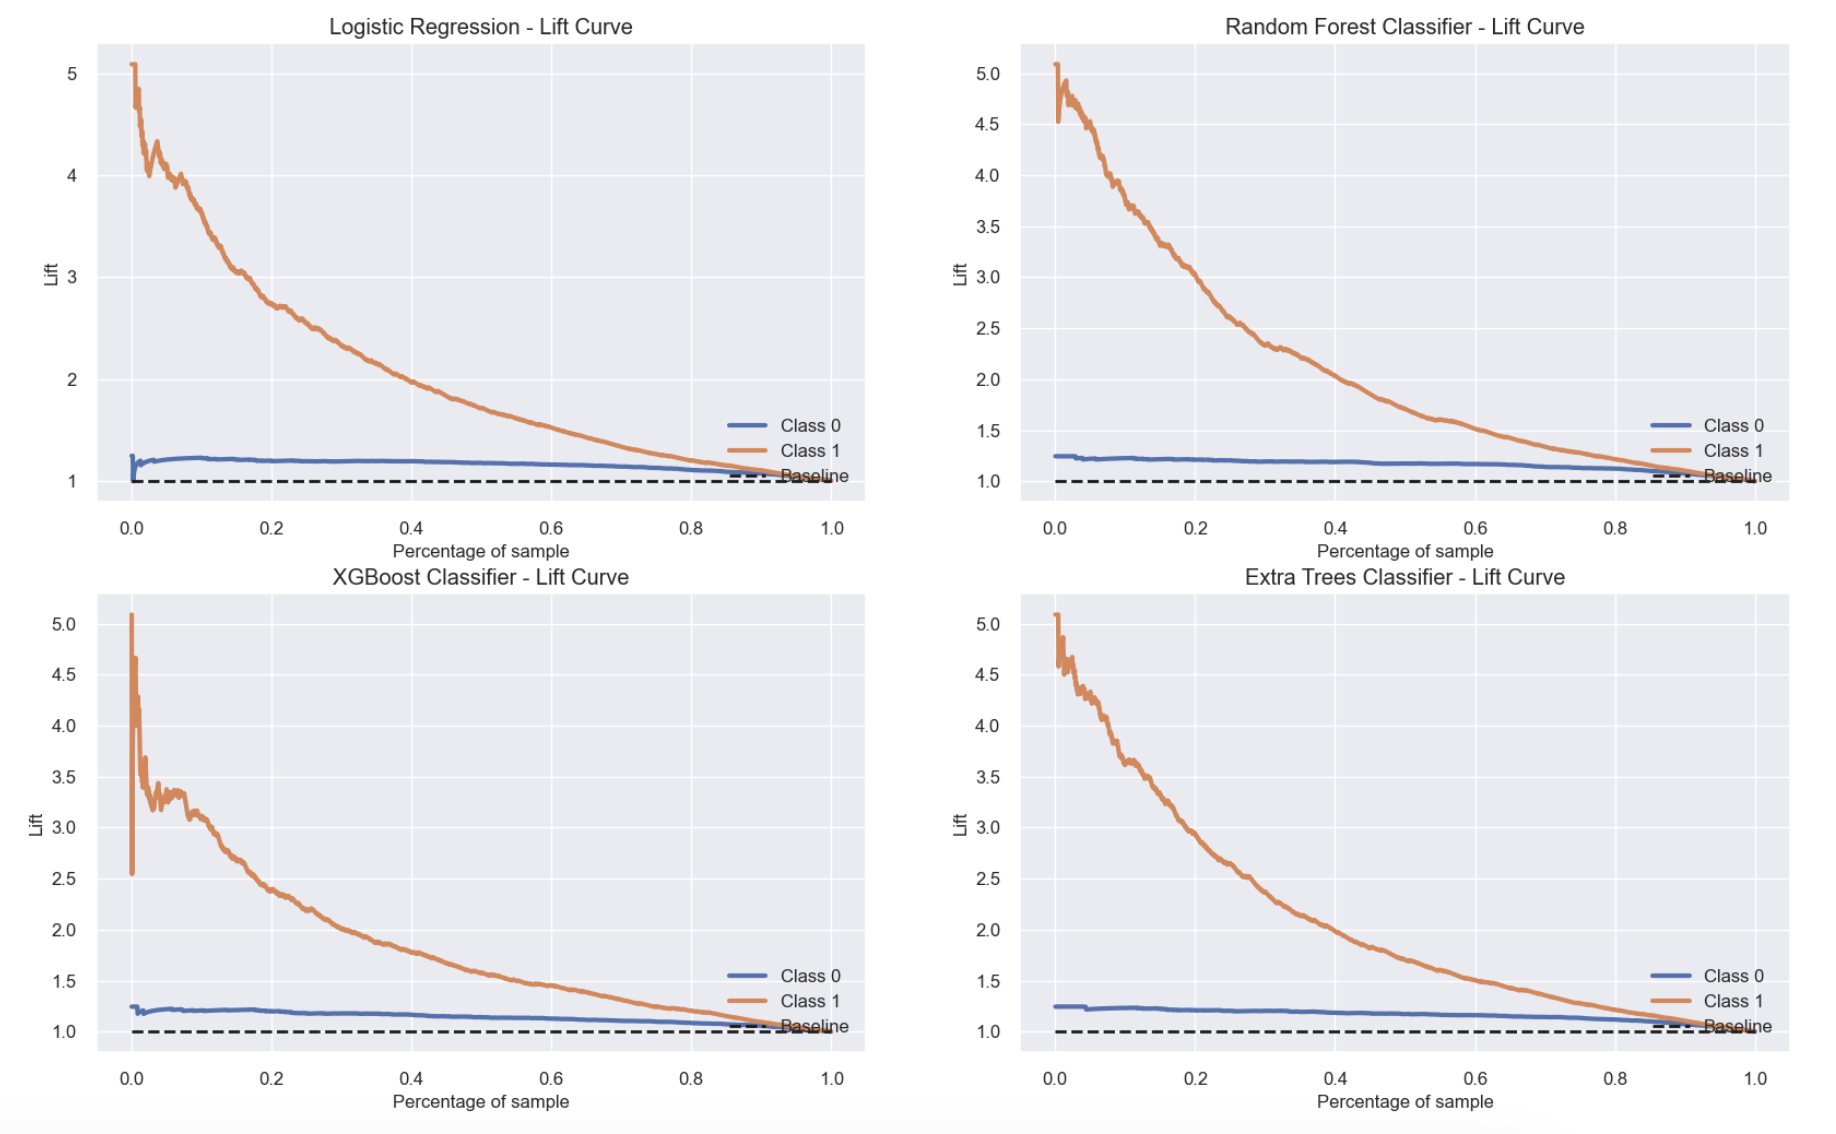 Logistic Regression - Lift Curve
5
4
3
2
1
Lift
Class 0
Class 1
Baseline
0.0 0.2 0.4 0.6 0.8 1.0
Percentage of sample
Random Forest Classifier - Lift Curve
5.0
4.5
4.0
3.5
3.0
2.5
2.0
1.5
1.0
Lift
Class 0
Class 1
Baseline
0.0 0.2 0.4 0.6 0.8 1.0
Percentage of sample
XGBoost Classifier - Lift Curve
5.0
4.5
4.0
3.5
3.0
2.5
2.0
1.5
1.0
Lift
Class 0
Class 1
Baseline
0.0 0.2 0.4 0.6 0.8 1.0
Percentage of sample
Extra Trees Classifier - Lift Curve
5.0
4.5
4.0
3.5
3.0
2.5
2.0
1.5
1.0
Lift
Class 0
Class 1
Baseline
0.0 0.2 0.4 0.6 0.8 1.0
Percentage of sample